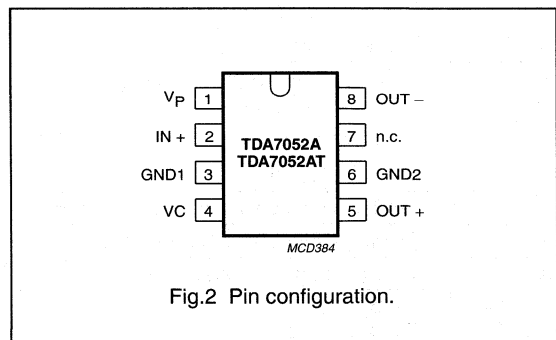 VP 1 8 OUT −
IN + 2 7 n.c.
TDA7052A
TDA7052AT
GND1 3 6 GND2
VC 4 5 OUT +
MCD384
Fig.2 Pin configuration.